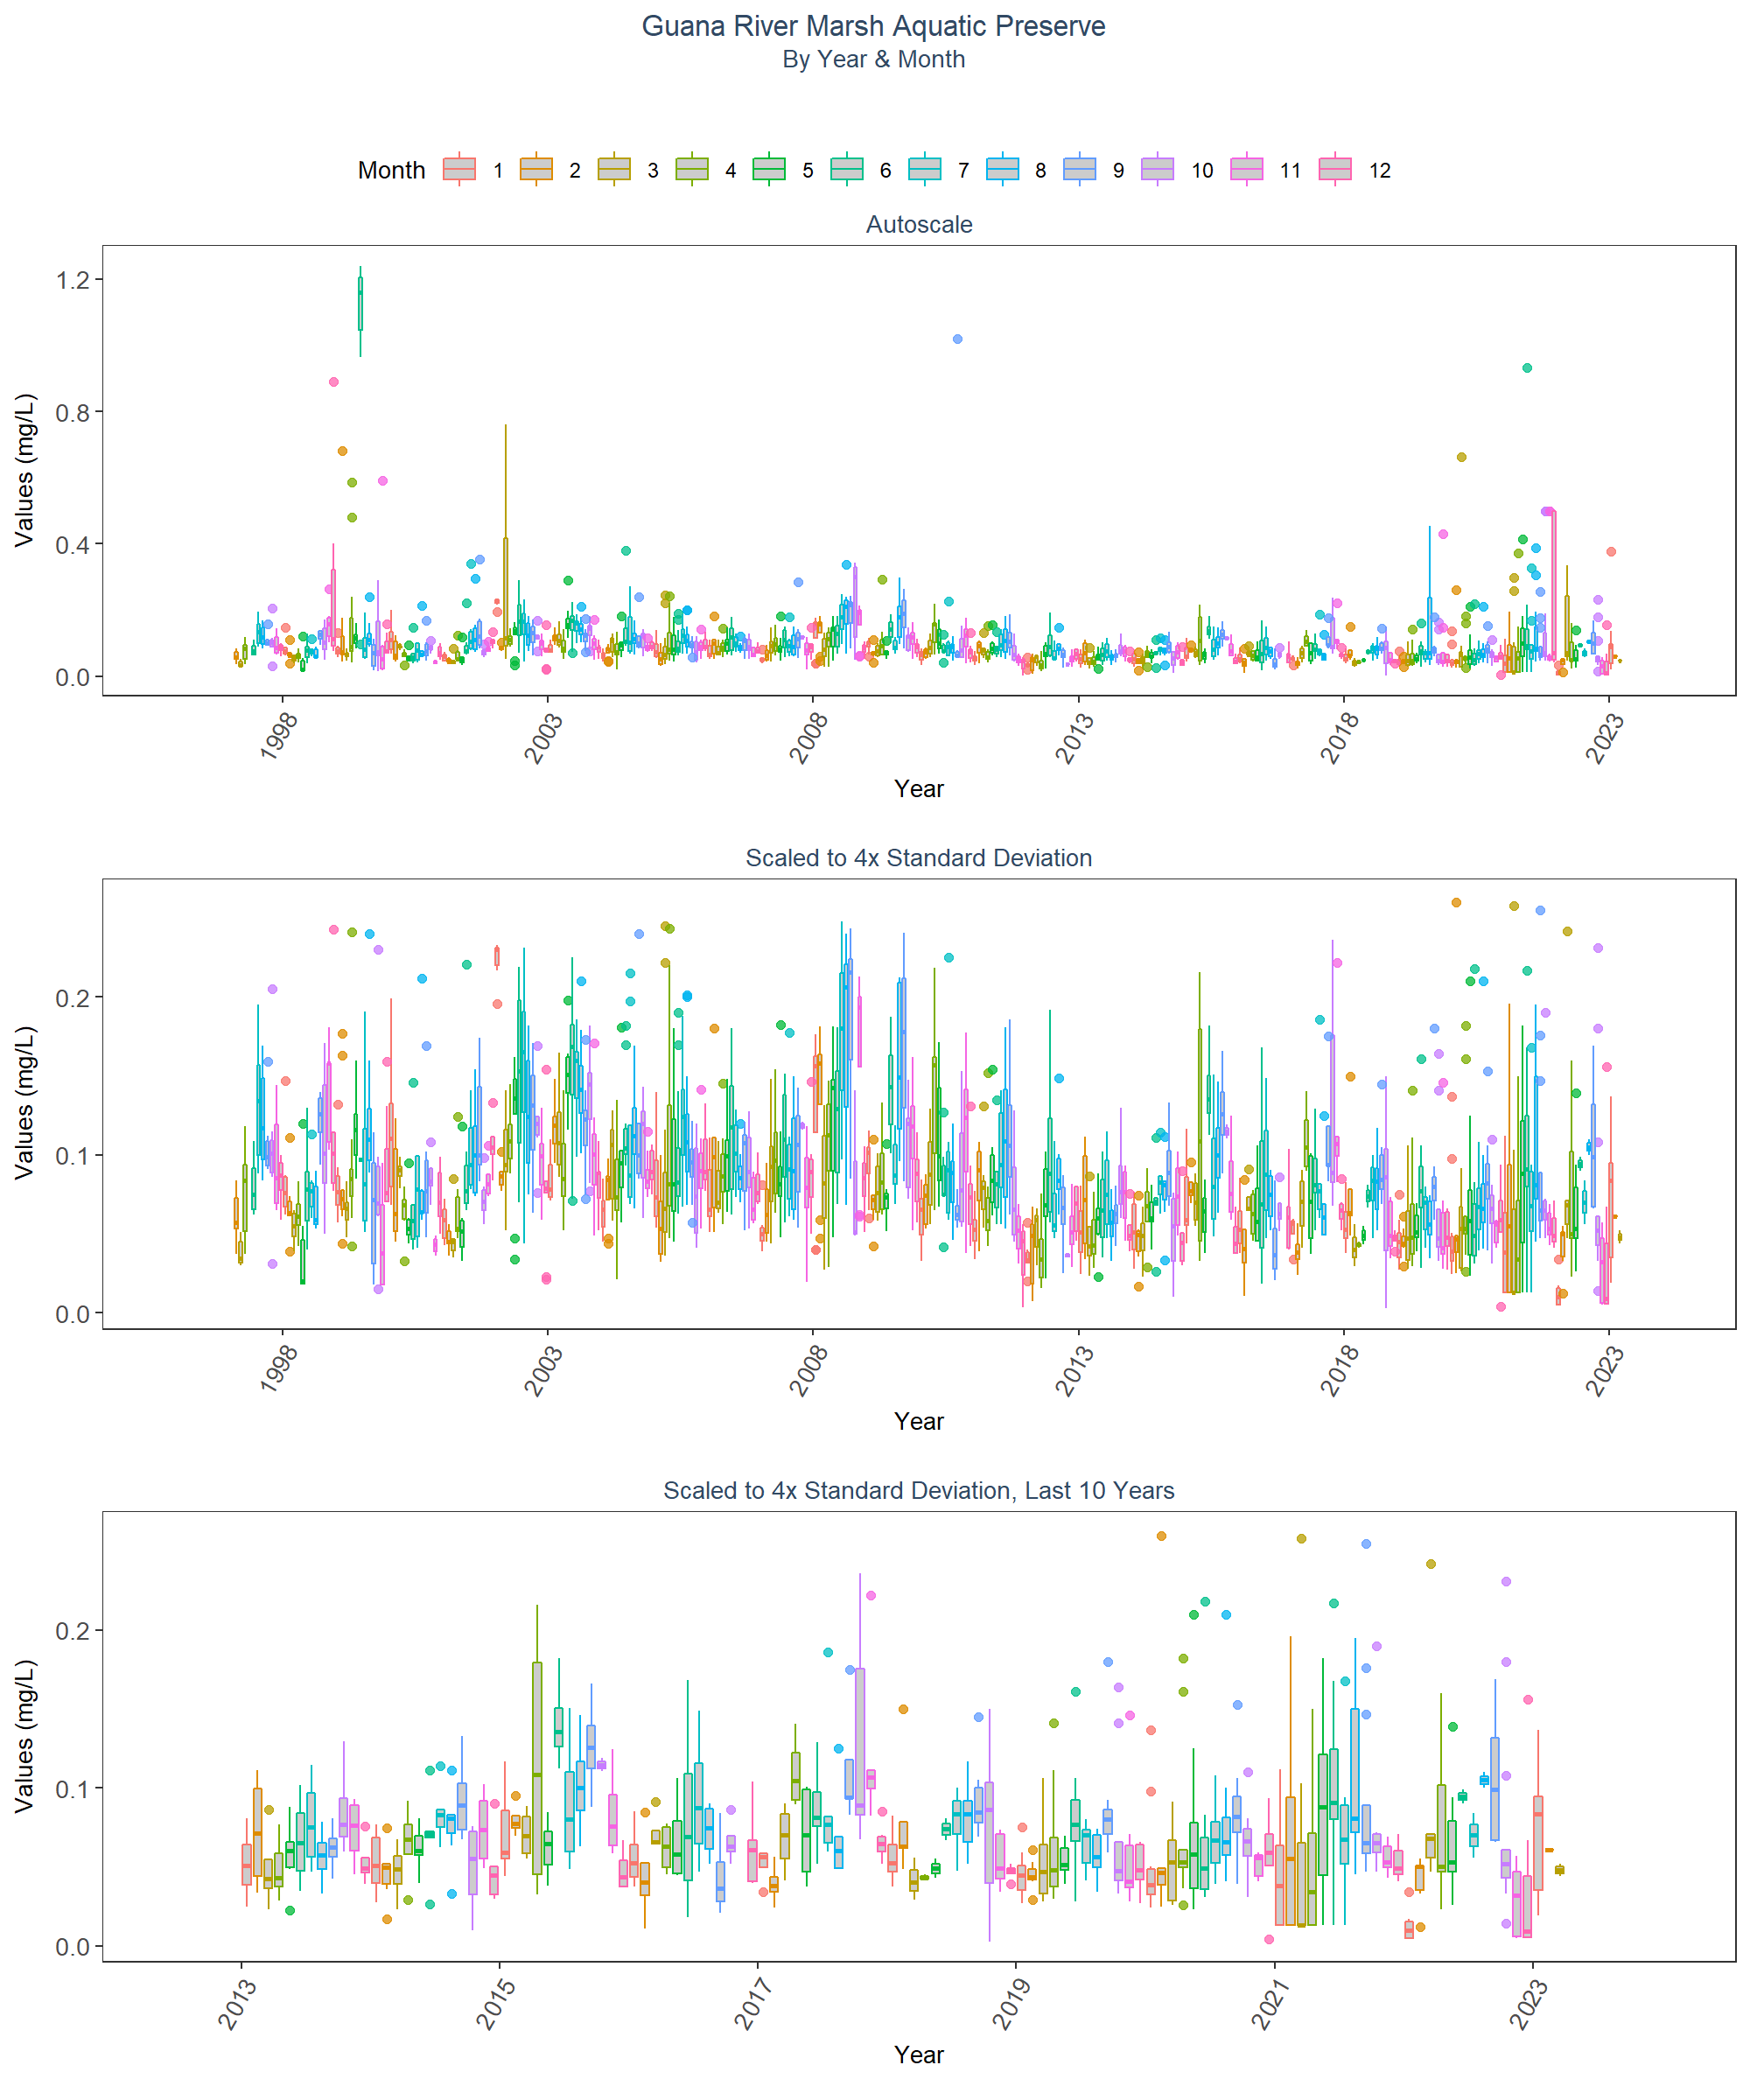 Guana River Marsh Aquatic Preserve
By Year & Month
Month 1 2 3 4 5 6 7 8 9 10 11 12
Autoscale
Values (mg/L)
1.2
0.8
0.4
0.0
1998 2003 2008 2013 2018 2023
Year
Scaled to 4x Standard Deviation
Values (mg/L)
0.2
0.1
0.0
1998 2003 2008 2013 2018 2023
Year
Scaled to 4x Standard Deviation, Last 10 Years
Values (mg/L)
0.2
0.1
0.0
2013 2015 2017 2019 2021 2023
Year